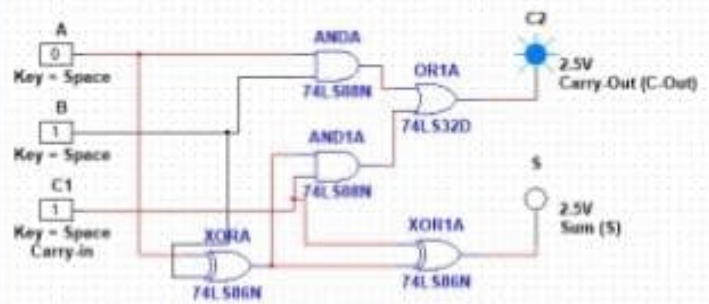 A
0
Key = Space
B
1
Key = Space
C1
1
Key = Space
Carry-in
ANDA
74LS08N
AND1A
74LS08N
XORA
74LS86N
OR1A
74LS32D
XOR1A
74LS86N
C2
2.5V
Carry-Out (C-Out)
S
2.5V
Sum (S)